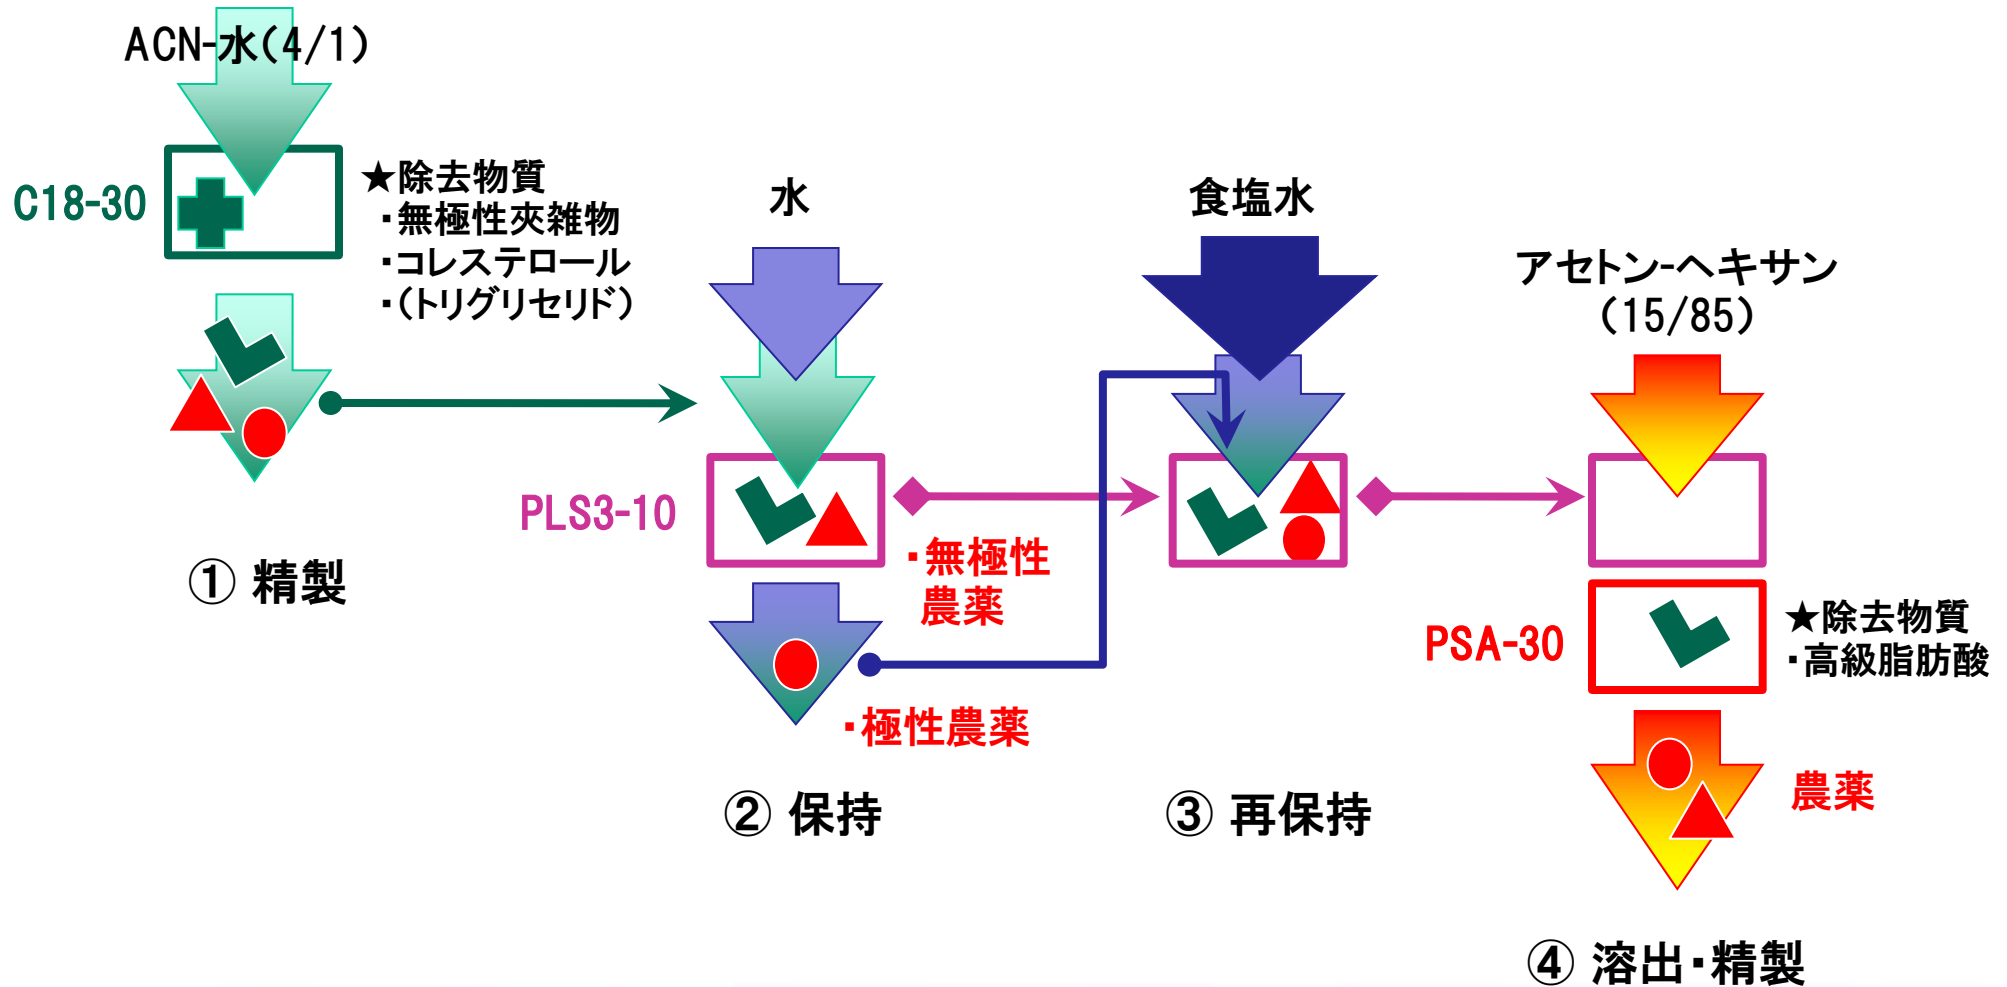 ACN-水(4/1)
C18-30
★除去物質
・無極性夾雑物
・コレステロール
・(トリグリセリド)
① 精製
水
PLS3-10
・無極性
農薬
・極性農薬
② 保持
食塩水
③ 再保持
アセトン-ヘキサン
(15/85)
PSA-30
★除去物質
・高級脂肪酸
農薬
④ 溶出・精製